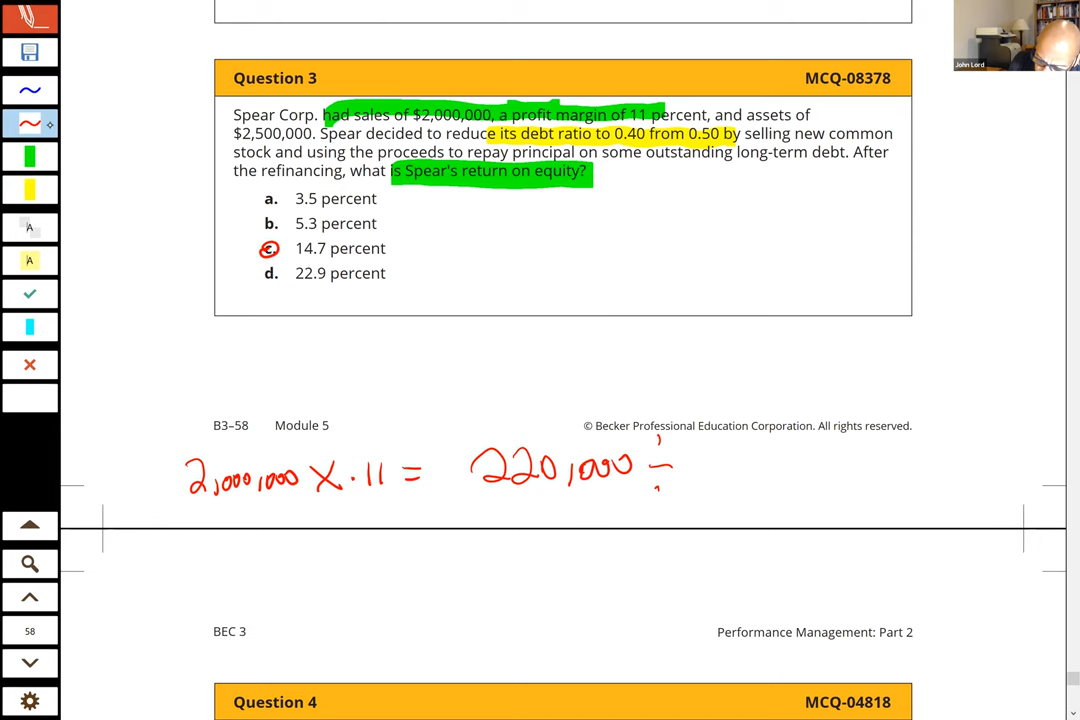 John Lord
Question 3 MCQ-08378
Spear Corp. had sales of $2,000,000, a profit margin of 11 percent, and assets of
$2,500,000. Spear decided to reduce its debt ratio to 0.40 from 0.50 by selling new common
stock and using the proceeds to repay principal on some outstanding long-term debt. After
the refinancing, what is Spear's return on equity?
a. 3.5 percent
b. 5.3 percent
c. 14.7 percent
d. 22.9 percent
B3–58 Module 5 © Becker Professional Education Corporation. All rights reserved.
2,000,000 X .11 = 220,000 ÷
58
BEC 3 Performance Management: Part 2
Question 4 MCQ-04818
A
A